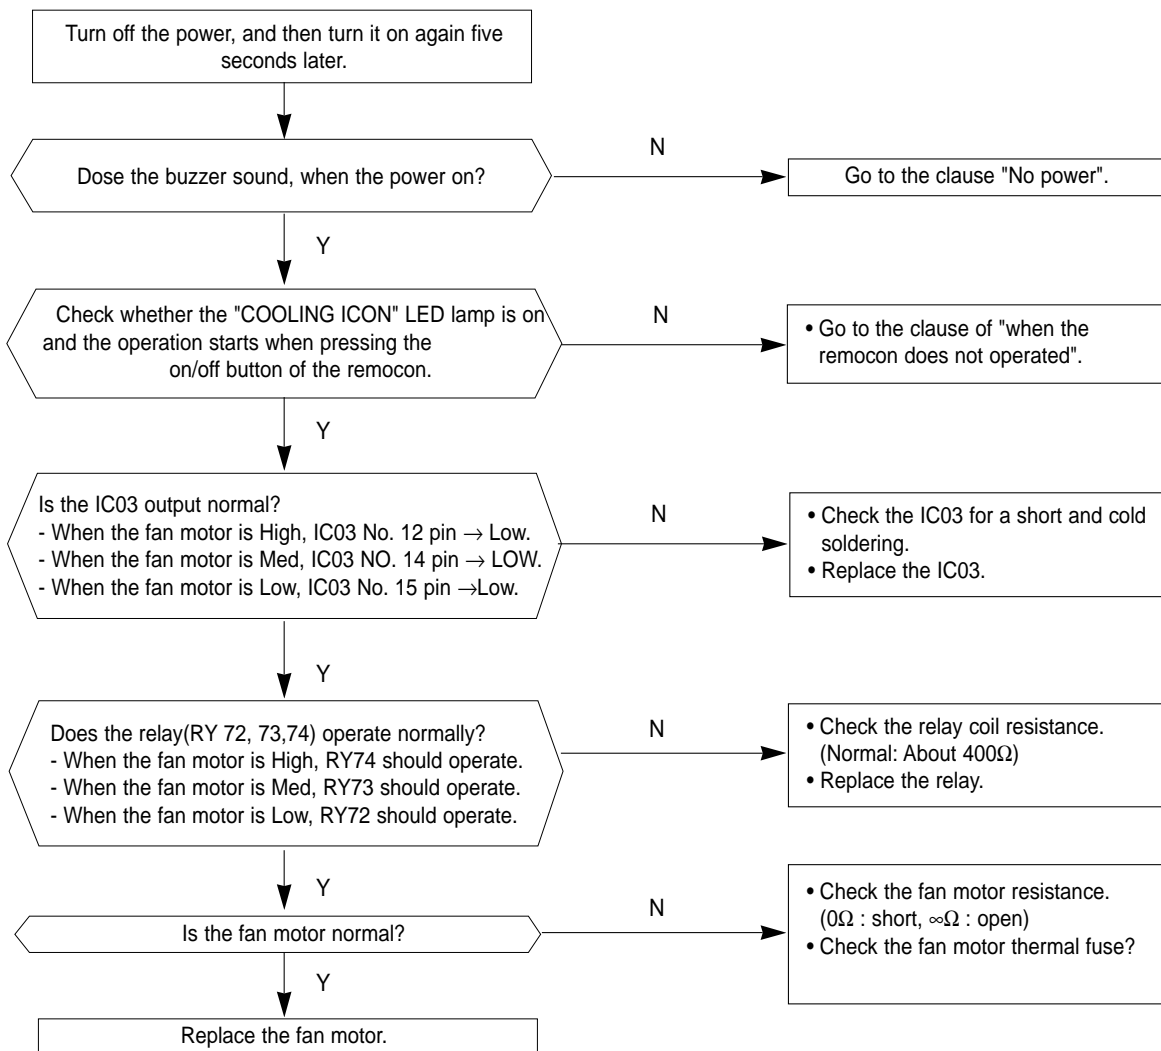 Turn off the power, and then turn it on again five
seconds later.
Dose the buzzer sound, when the power on?
N
Go to the clause "No power".
Y
Check whether the "COOLING ICON" LED lamp is on
and the operation starts when pressing the
on/off button of the remocon.
N
• Go to the clause of "when the
remocon does not operated".
Y
Is the IC03 output normal?
- When the fan motor is High, IC03 No. 12 pin → Low.
- When the fan motor is Med, IC03 NO. 14 pin → LOW.
- When the fan motor is Low, IC03 No. 15 pin →Low.
N
• Check the IC03 for a short and cold
soldering.
• Replace the IC03.
Y
Does the relay(RY 72, 73,74) operate normally?
- When the fan motor is High, RY74 should operate.
- When the fan motor is Med, RY73 should operate.
- When the fan motor is Low, RY72 should operate.
N
• Check the relay coil resistance.
(Normal: About 400Ω)
• Replace the relay.
Y
Is the fan motor normal?
N
• Check the fan motor resistance.
(0Ω : short, ∞Ω : open)
• Check the fan motor thermal fuse?
Y
Replace the fan motor.